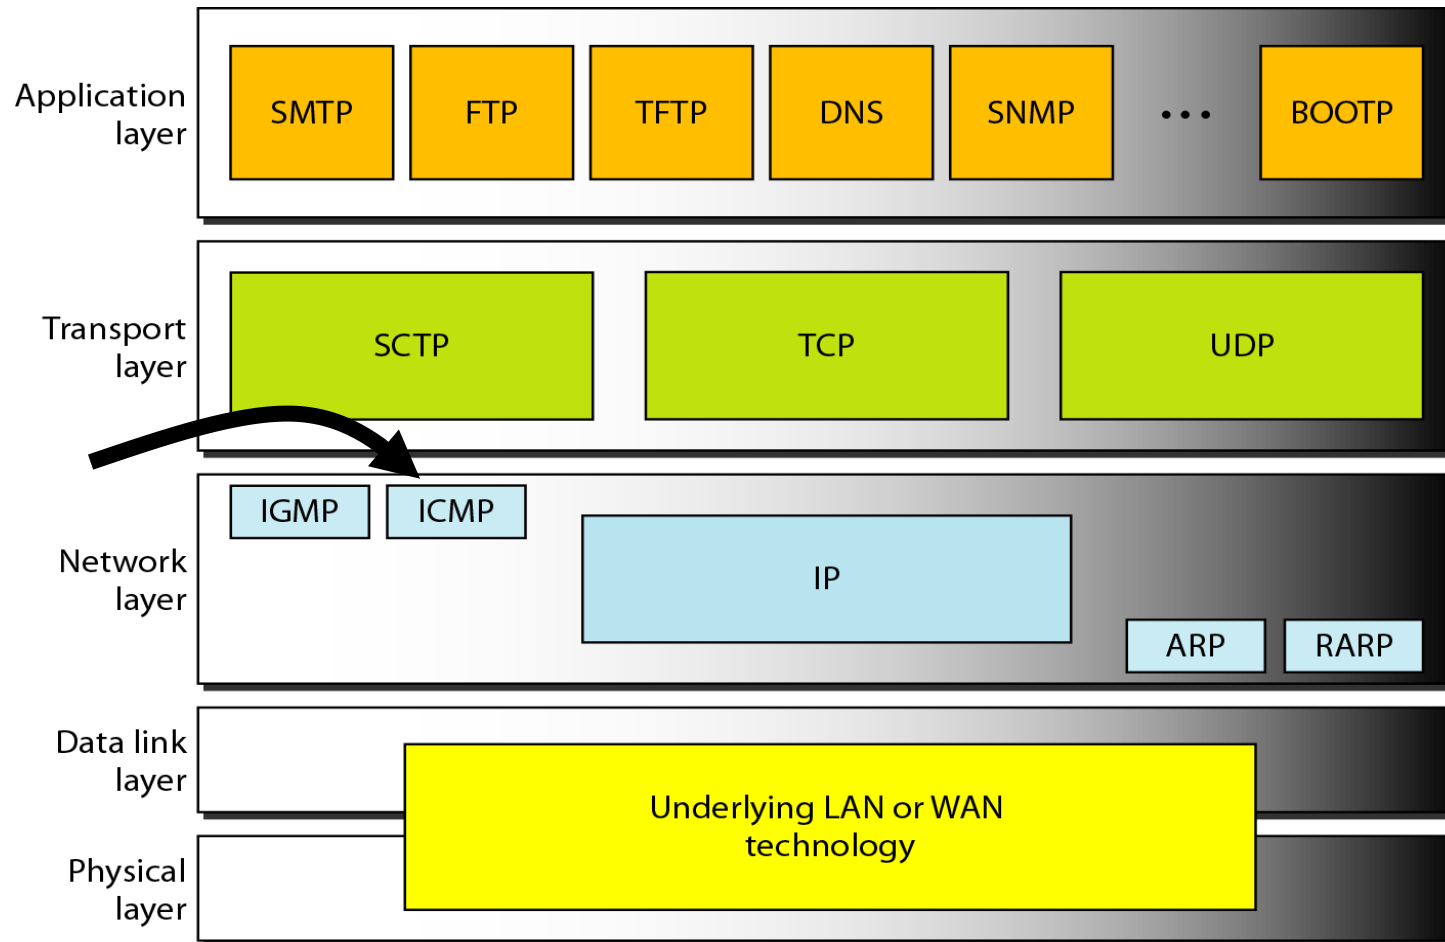 Application
layer
SMTP
FTP
TFTP
DNS
SNMP
...
BOOTP
Transport
layer
SCTP
TCP
UDP
Network
layer
IGMP
ICMP
IP
ARP
RARP
Data link
layer
Underlying LAN or WAN
technology
Physical
layer